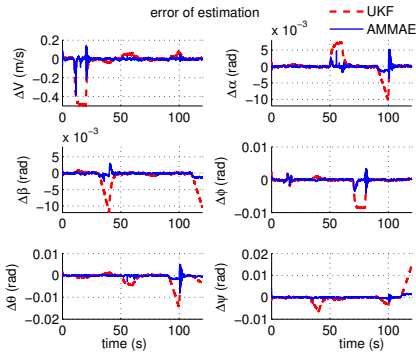 error of estimation
UKF
AMMAE
ΔV (m/s)
0.2
0
−0.2
−0.4
0 50 100
x 10⁻³
Δα (rad)
5
0
−5
−10
0 50 100
x 10⁻³
Δβ (rad)
5
0
−5
−10
0 50 100
Δϕ (rad)
0.01
0
−0.01
0 50 100
Δθ (rad)
0.01
0
−0.01
−0.02
0 50 100
time (s)
Δψ (rad)
0.02
0.01
0
−0.01
0 50 100
time (s)